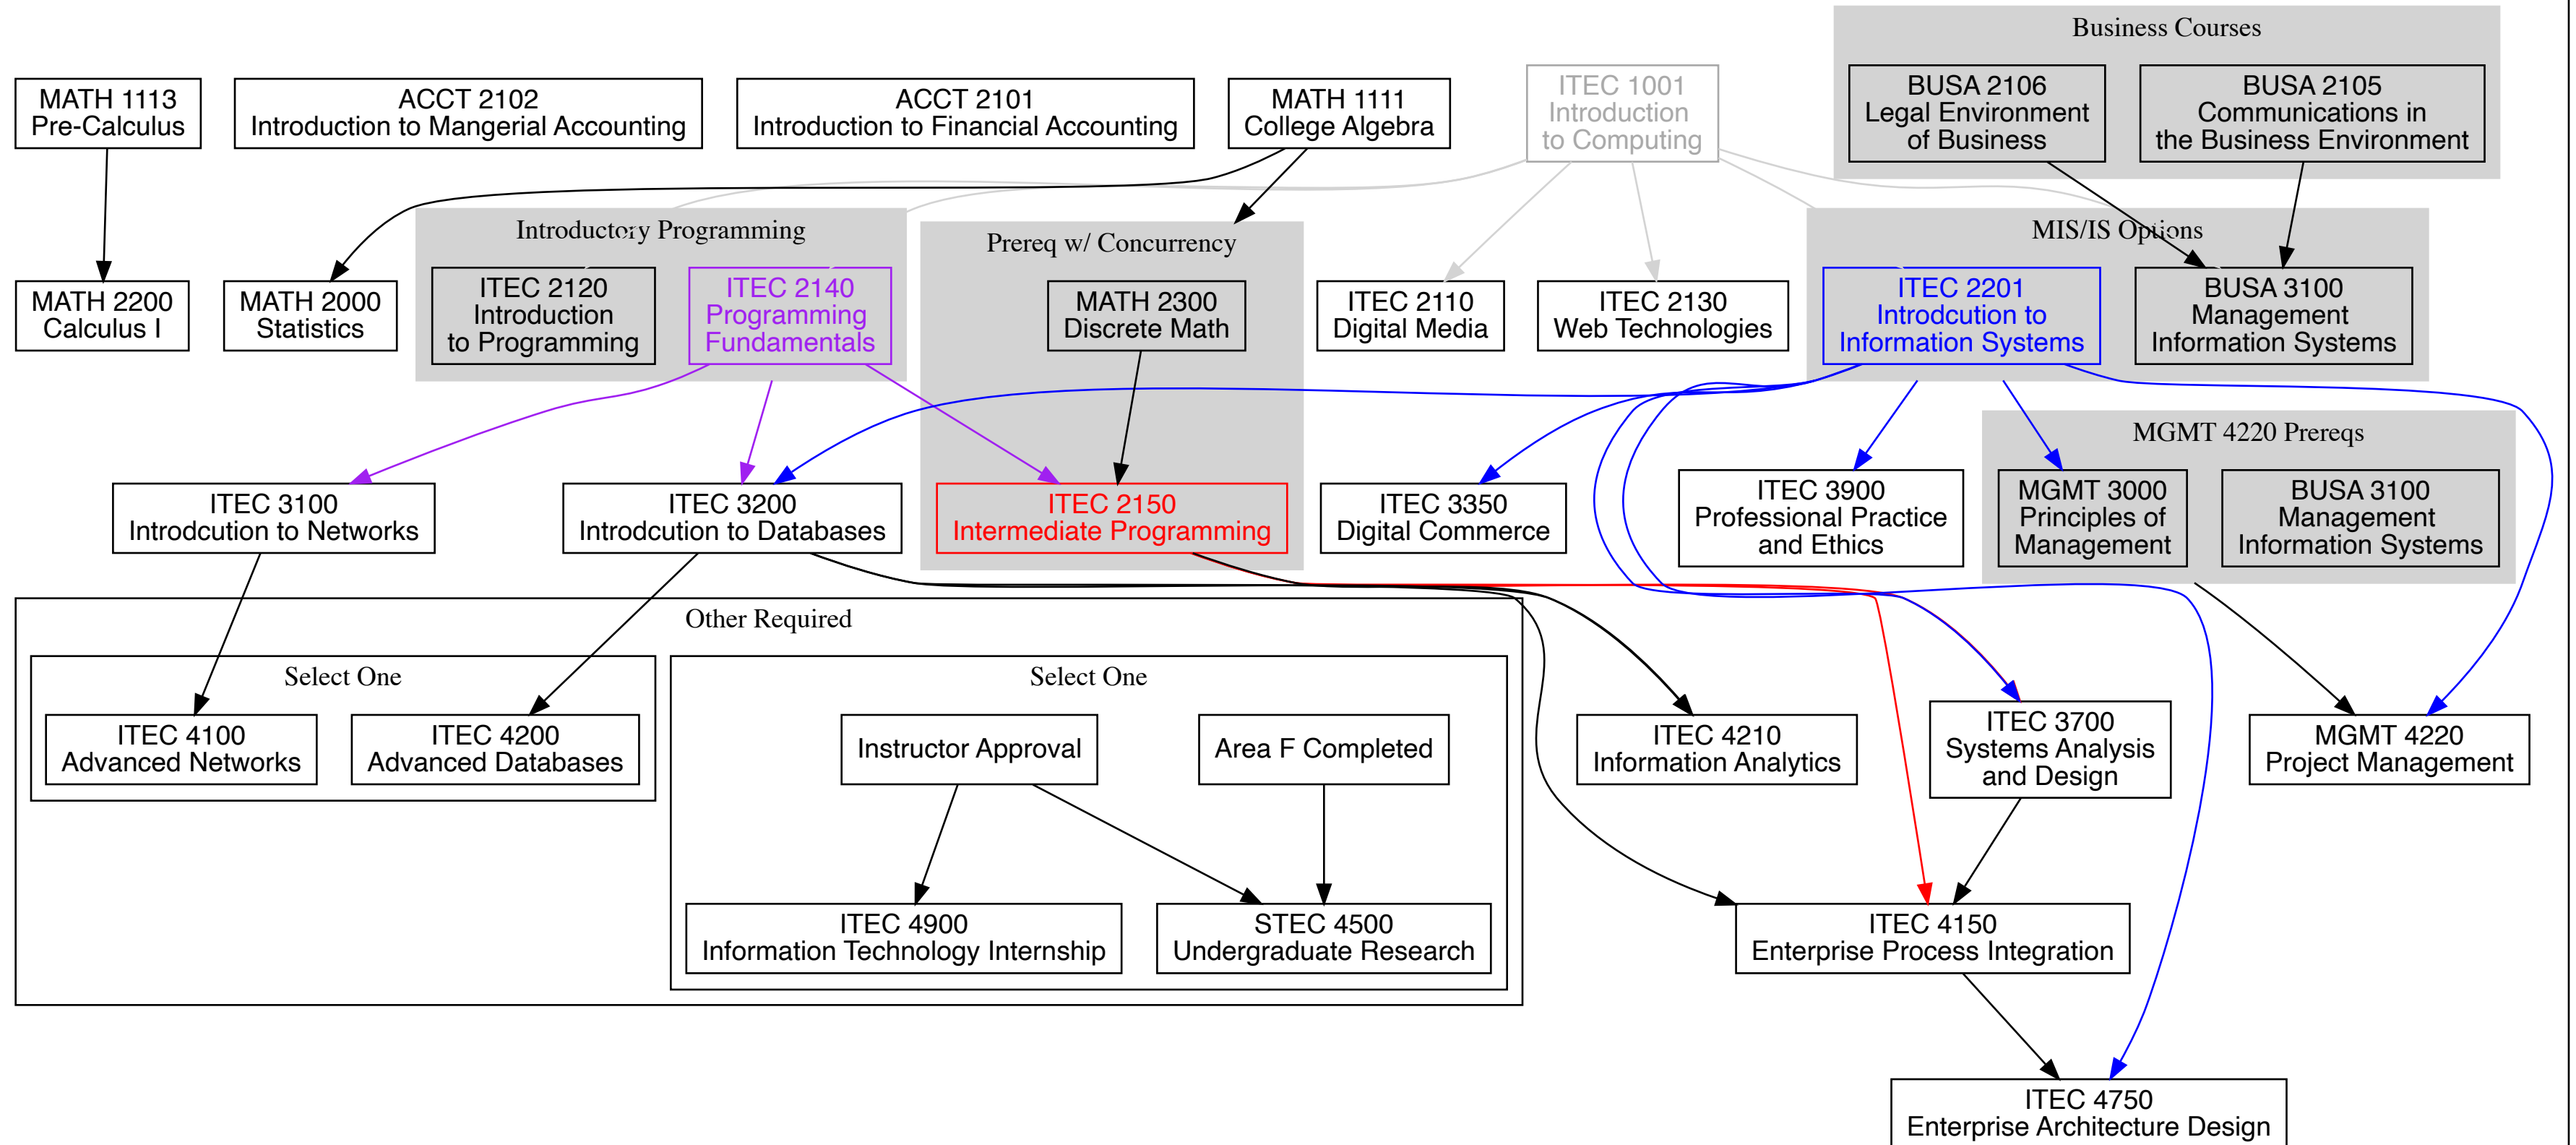 Business Courses
MATH 1113
Pre-Calculus
ACCT 2102
Introduction to Mangerial Accounting
ACCT 2101
Introduction to Financial Accounting
MATH 1111
College Algebra
ITEC 1001
Introduction
to Computing
BUSA 2106
Legal Environment
of Business
BUSA 2105
Communications in
the Business Environment
Introductory Programming
Prereq w/ Concurrency
MIS/IS Options
MATH 2200
Calculus I
MATH 2000
Statistics
ITEC 2120
Introduction
to Programming
ITEC 2140
Programming
Fundamentals
MATH 2300
Discrete Math
ITEC 2110
Digital Media
ITEC 2130
Web Technologies
ITEC 2201
Introdcution to
Information Systems
BUSA 3100
Management
Information Systems
MGMT 4220 Prereqs
ITEC 3100
Introdcution to Networks
ITEC 3200
Introdcution to Databases
ITEC 2150
Intermediate Programming
ITEC 3350
Digital Commerce
ITEC 3900
Professional Practice
and Ethics
MGMT 3000
Principles of
Management
BUSA 3100
Management
Information Systems
Other Required
Select One
Select One
ITEC 4100
Advanced Networks
ITEC 4200
Advanced Databases
Instructor Approval
Area F Completed
ITEC 4210
Information Analytics
ITEC 3700
Systems Analysis
and Design
MGMT 4220
Project Management
ITEC 4900
Information Technology Internship
STEC 4500
Undergraduate Research
ITEC 4150
Enterprise Process Integration
ITEC 4750
Enterprise Architecture Design